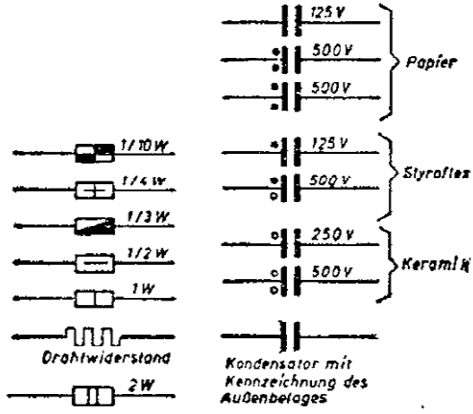 1/10 W
1/4 W
1/3 W
1/2 W
1 W
Drahtwiderstand
2 W
125 V
500 V
500 V
Papier
125 V
500 V
Styroflex
250 V
500 V
Keramik
Kondensator mit
Kennzeichnung des
Außenbelages